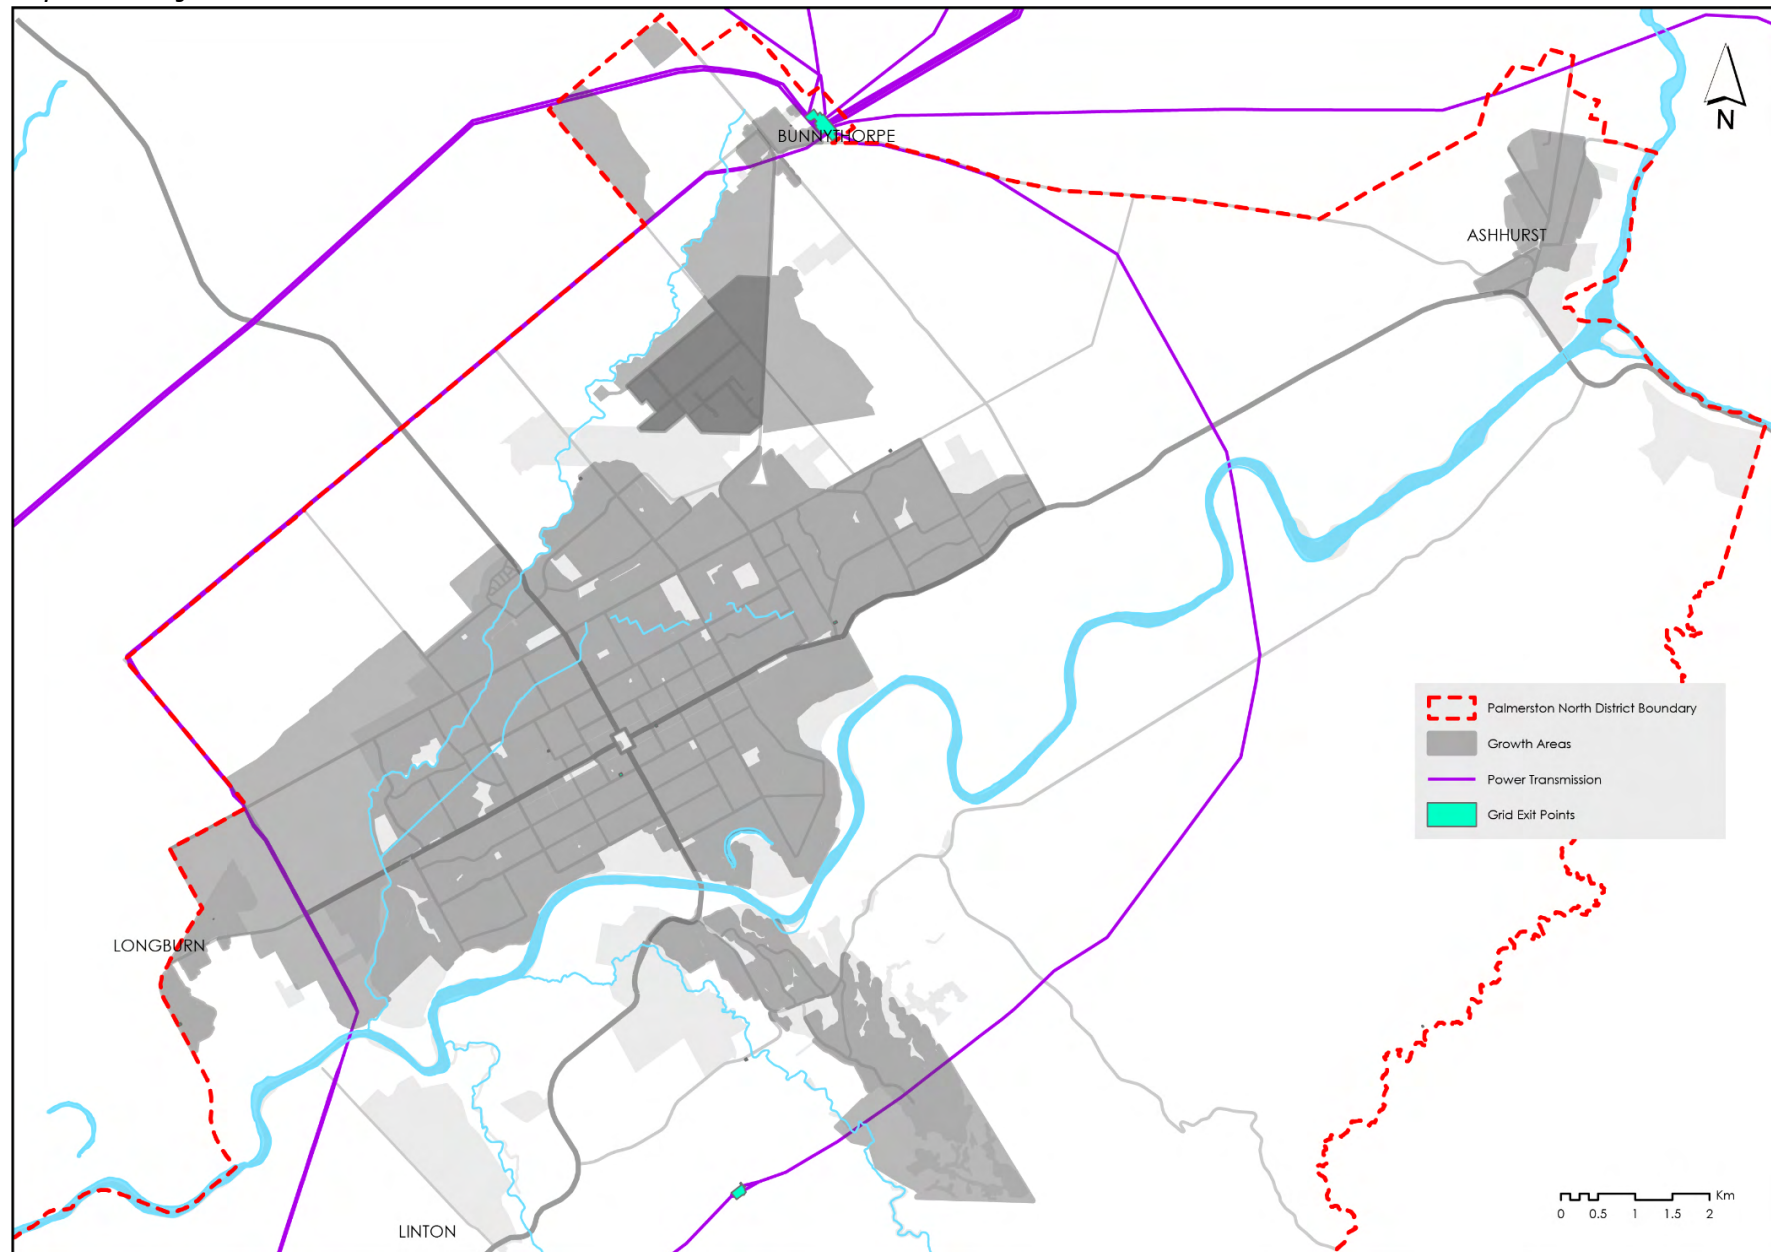 N
BUNNYTHORPE
ASHHURST
Palmerston North District Boundary
Growth Areas
Power Transmission
Grid Exit Points
LONGBURN
LINTON
Km
0 0.5 1 1.5 2